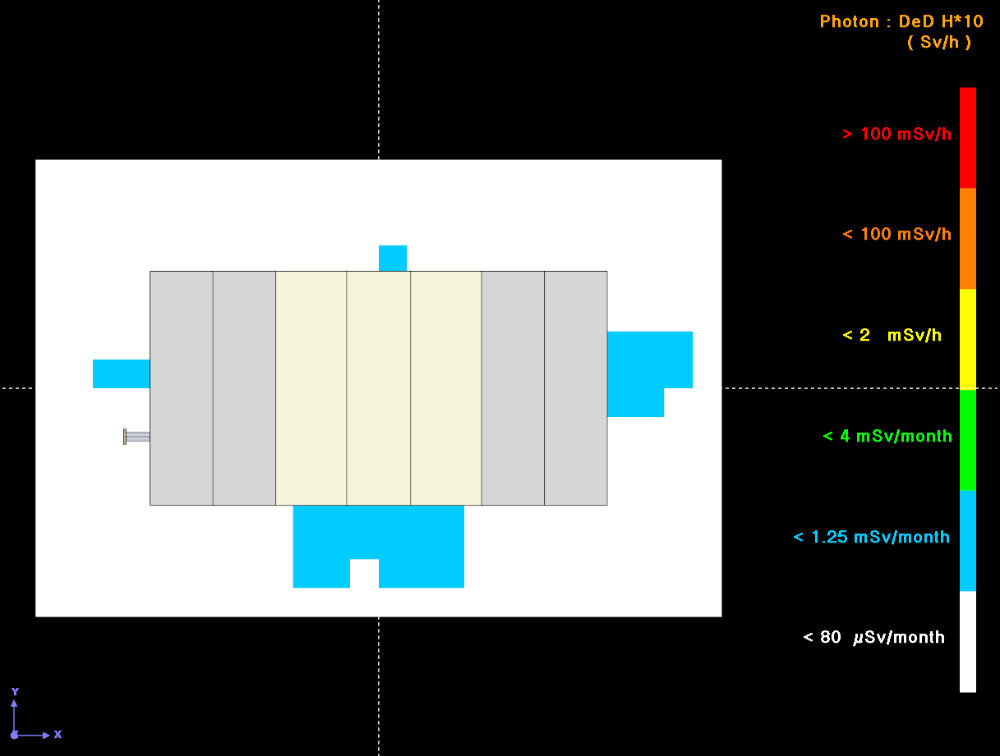 Photon : DeD H*10
( Sv/h )
> 100 mSv/h
< 100 mSv/h
< 2 mSv/h
< 4 mSv/month
< 1.25 mSv/month
< 80 µSv/month
Y
X